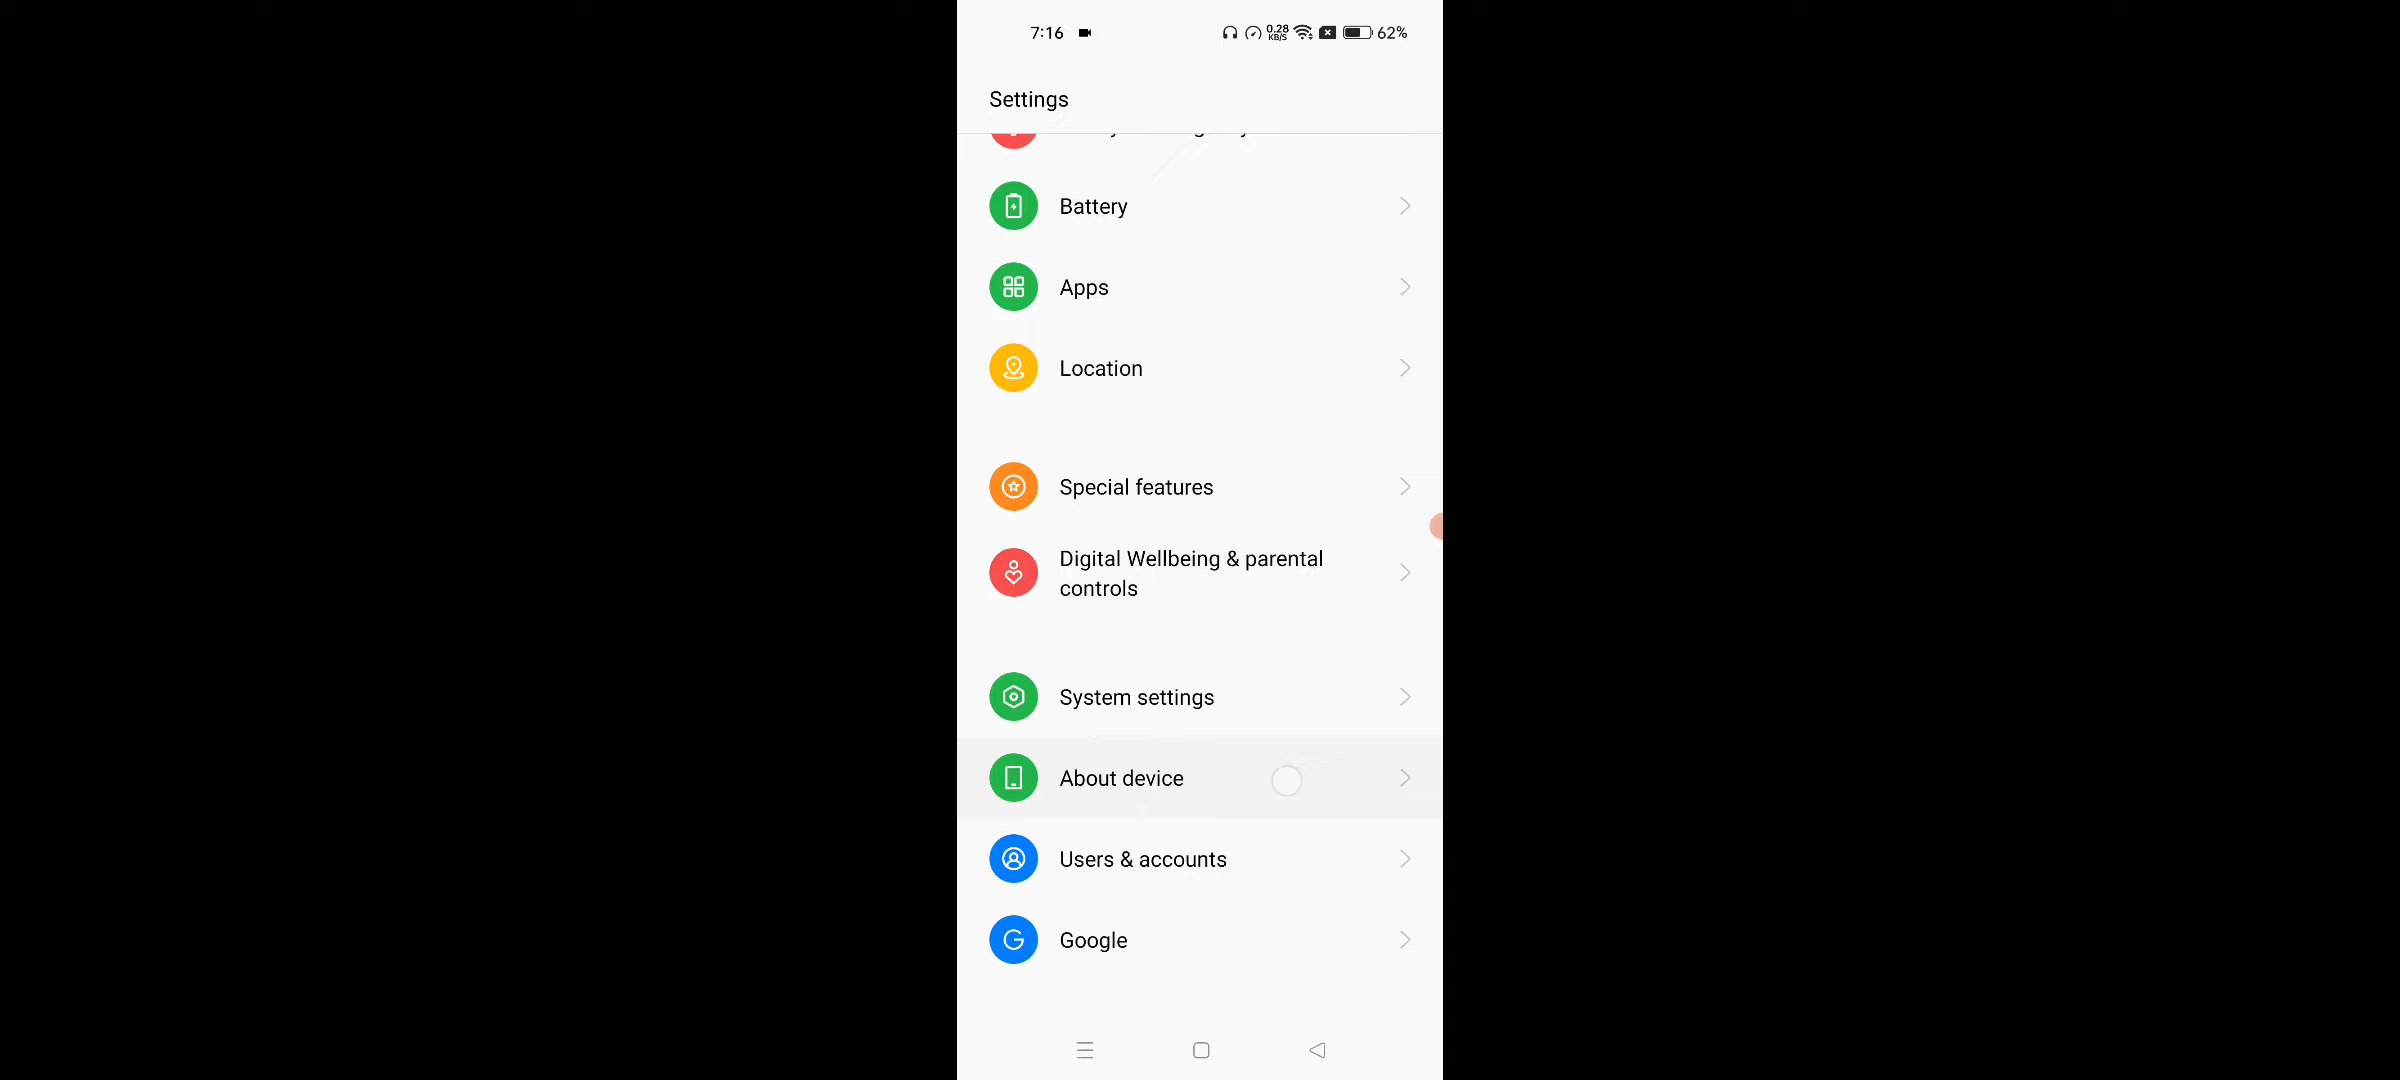 7:16
0.28
KB/S
62%
Settings
Battery
Apps
Location
Special features
Digital Wellbeing & parental
controls
System settings
About device
Users & accounts
Google